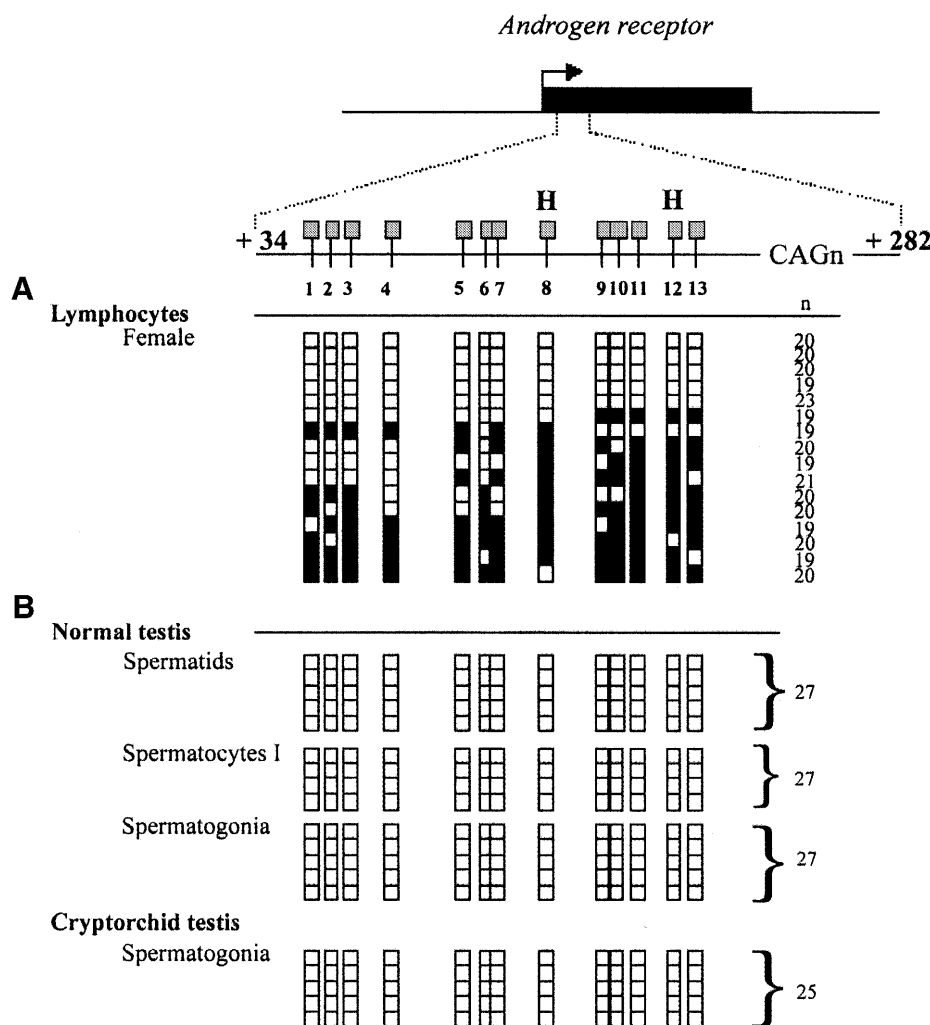 Androgen receptor
H H
+ 34 CAGn + 282
1 2 3 4 5 6 7 8 9 10 11 12 13
A
n
Lymphocytes
Female
20
20
20
19
23
19
19
20
19
21
20
20
19
20
19
20
B
Normal testis
Spermatids
27
Spermatocytes I
27
Spermatogonia
27
Cryptorchid testis
Spermatogonia
25